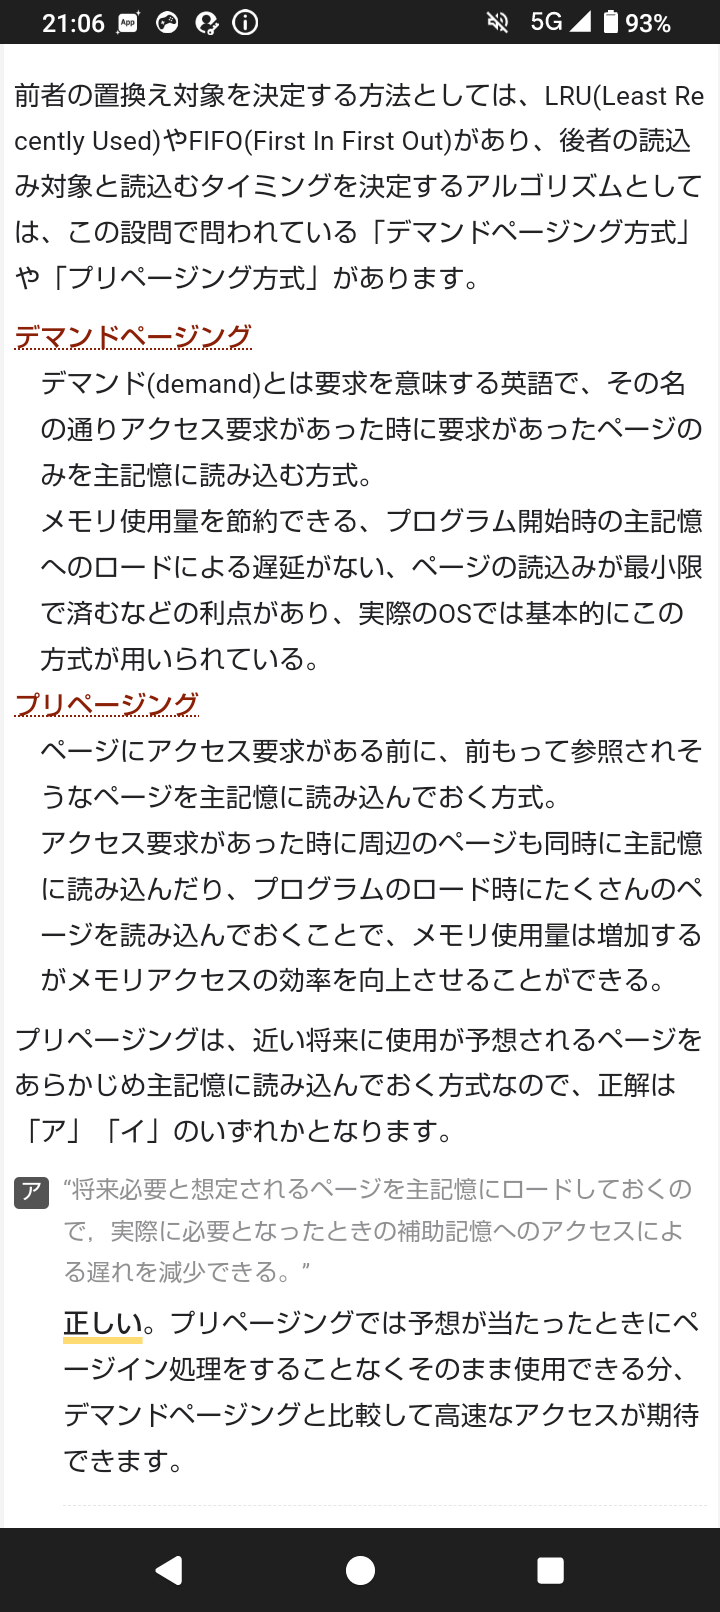 21:06 App 5G 93%
前者の置換え対象を決定する方法としては、LRU(Least Re
cently Used)やFIFO(First In First Out)があり、後者の読込
み対象と読込むタイミングを決定するアルゴリズムとして
は、この設問で問われている「デマンドページング方式」
や「プリページング方式」があります。
デマンドページング
デマンド(demand)とは要求を意味する英語で、その名
の通りアクセス要求があった時に要求があったページの
みを主記憶に読み込む方式。
メモリ使用量を節約できる、プログラム開始時の主記憶
へのロードによる遅延がない、ページの読込みが最小限
で済むなどの利点があり、実際のOSでは基本的にこの
方式が用いられている。
プリページング
ページにアクセス要求がある前に、前もって参照されそ
うなページを主記憶に読み込んでおく方式。
アクセス要求があった時に周辺のページも同時に主記憶
に読み込んだり、プログラムのロード時にたくさんのペ
ージを読み込んでおくことで、メモリ使用量は増加する
がメモリアクセスの効率を向上させることができる。
プリページングは、近い将来に使用が予想されるページを
あらかじめ主記憶に読み込んでおく方式なので、正解は
「ア」「イ」のいずれかとなります。
ア “将来必要と想定されるページを主記憶にロードしておくの
で，実際に必要となったときの補助記憶へのアクセスによ
る遅れを減少できる。”
正しい。プリページングでは予想が当たったときにペ
ージイン処理をすることなくそのまま使用できる分、
デマンドページングと比較して高速なアクセスが期待
できます。